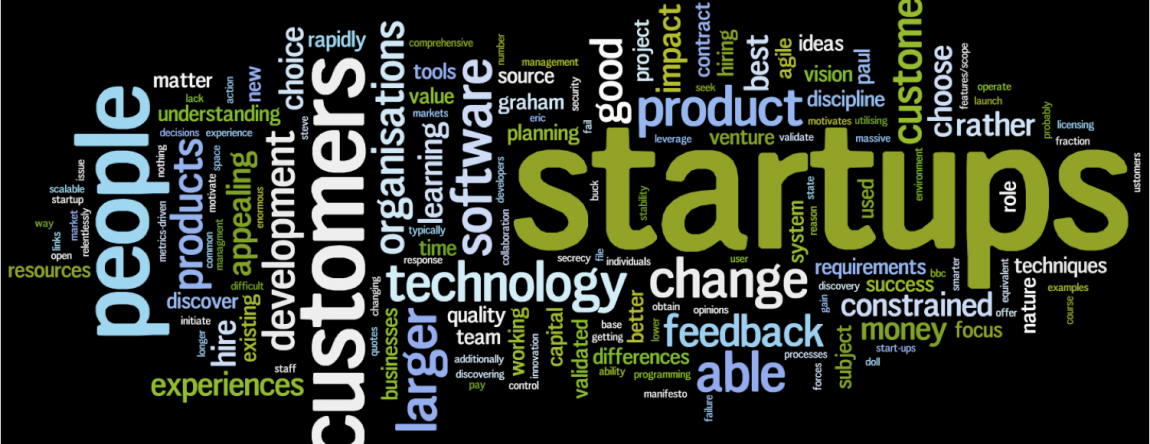 startups
customers
people
technology
software
product
change
larger
able
feedback
organisations
development
products
good
custome
rather
constrained
money
impact
learning
experiences
appealing
understanding
matter
new
choice
rapidly
comprehensive
number
management
tools
source
value
markets
graham
eric
security
planning
fail
project
contract
hiring
seek
best
agile
ideas
vision
paul
discipline
motivates
utilising
leverage
venture
validate
massive
choose
features/scope
operate
launch
probably
licensing
fraction
ustomers
lack
action
decisions
experience
steve
issue
nothing
scalable
startup
way
links
open
market
relentlessly
metrics-driven
motivate
space
common
managment
enormous
resources
discover
difficult
initiate
longer
hire
existing
staff
time
typically
response
collaboration
developers
buck
stability
state
reason
system
used
environment
role
secrecy
file
individuals
user
requirements
bbc
discovery
success
gain
smarter
equivalent
techniques
examples
offer
nature
course
focus
start-ups
doll
subject
processes
forces
failure
obtain
opinions
better
lower
base
getting
differences
ability
programming
manifesto
validated
capital
innovation
working
control
quality
team
additionally
discovering
pay
businesses
quotes
changing